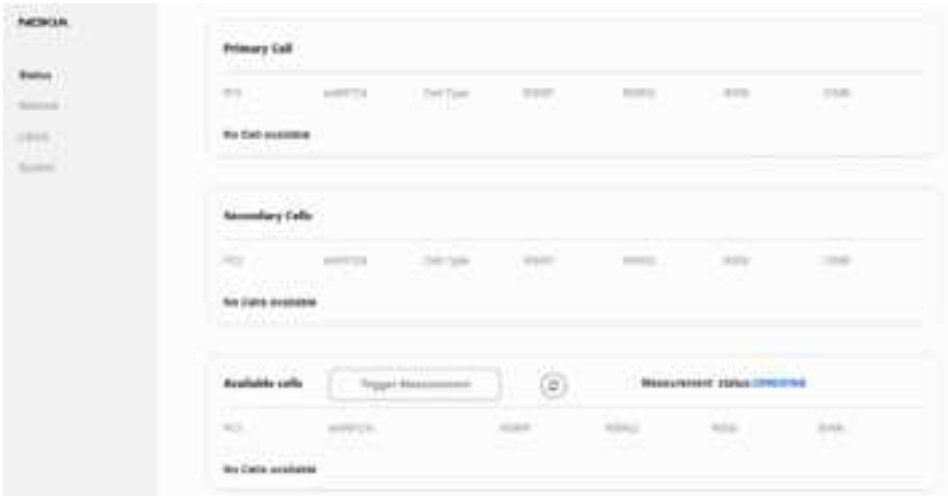 NOKIA
Status
Network
System
Primary Cell
PCI eARFCN Cell Type RSRP RSRQ RSSI SINR
No Cell available
Secondary Cells
PCI eARFCN Cell Type RSRP RSRQ RSSI SINR
No Cells available
Available cells Trigger Measurement Measurement status:
PCI eARFCN RSRP RSRQ RSSI SINR
No Cells available